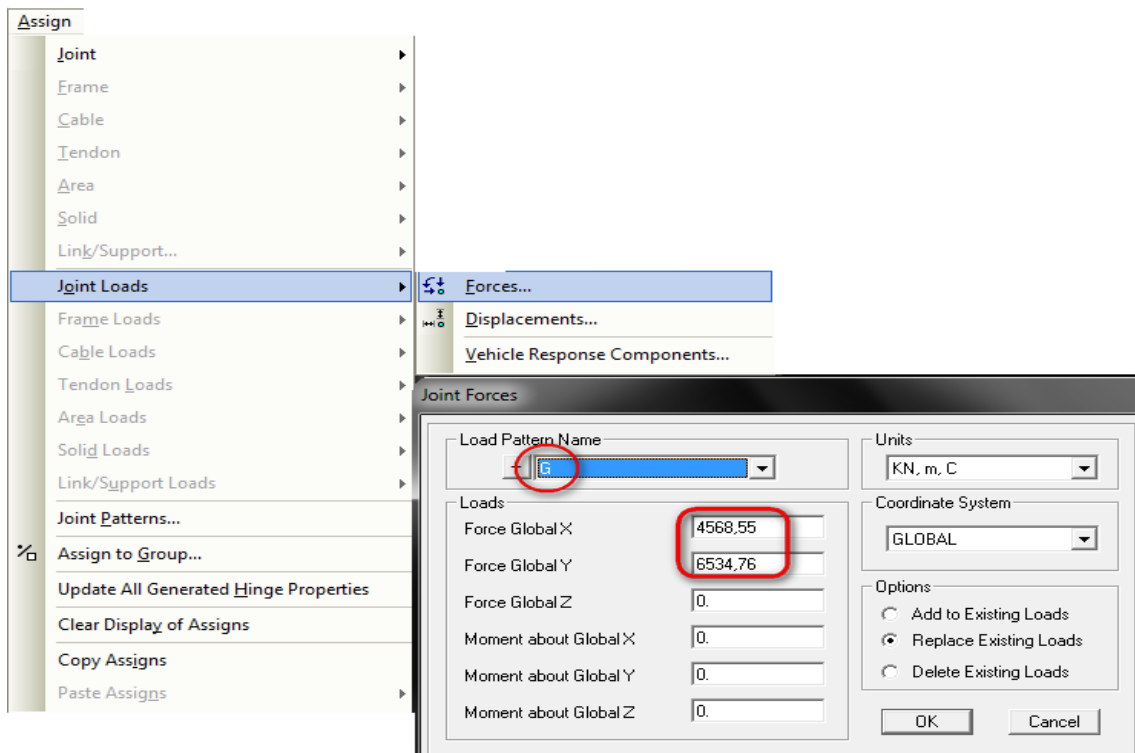 Assign
Joint
Frame
Cable
Tendon
Area
Solid
Link/Support...
Joint Loads
Frame Loads
Cable Loads
Tendon Loads
Area Loads
Solid Loads
Link/Support Loads
Joint Patterns...
Assign to Group...
Update All Generated Hinge Properties
Clear Display of Assigns
Copy Assigns
Paste Assigns
Forces...
Displacements...
Vehicle Response Components...
Joint Forces
Load Pattern Name
+ G
Units
KN, m, C
Loads
Force Global X 4568,55
Force Global Y 6534,76
Force Global Z 0.
Moment about Global X 0.
Moment about Global Y 0.
Moment about Global Z 0.
Coordinate System
GLOBAL
Options
Add to Existing Loads
Replace Existing Loads
Delete Existing Loads
OK Cancel